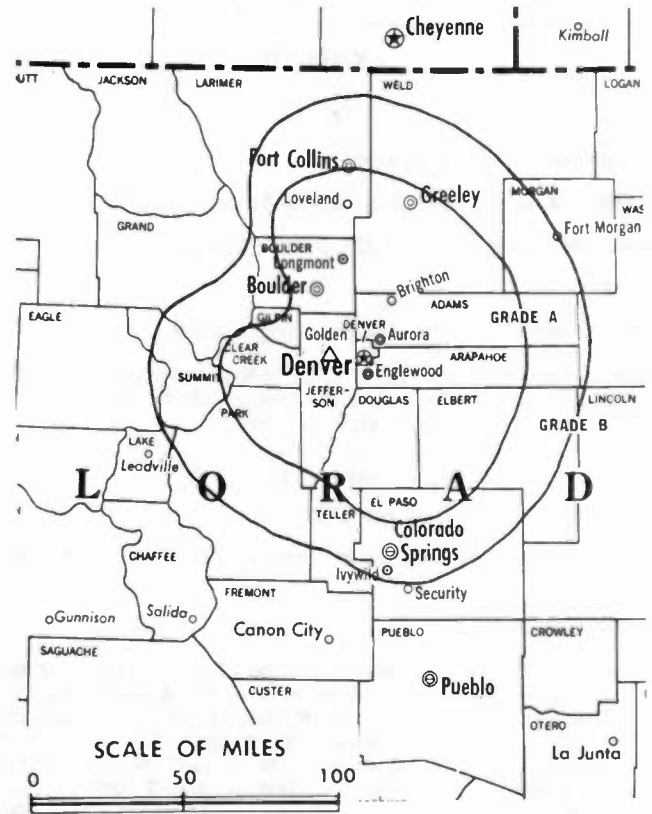 Cheyenne
Kimball
OUTT
JACKSON
LARIMER
WELD
LOGAN
Fort Collins
Loveland
Greeley
MORGAN
WAS
Fort Morgan
GRAND
BOULDER
Longmont
Boulder
Brighton
ADAMS
GRADE A
EAGLE
GILPIN
Golden
DENVER
Aurora
CLEAR
CREEK
Denver
ARAPAHOE
SUMMIT
Englewood
JEFFER-
SON
DOUGLAS
ELBERT
LINCOLN
PARK
GRADE B
LAKE
Leadville
L O R A D
TELLER
EL PASO
Colorado
Springs
CHAFFEE
Ivywild
Security
FREMONT
Gunnison
Salida
Canon City
PUEBLO
CROWLEY
SAGUACHE
CUSTER
Pueblo
OTERO
La Junta
SCALE OF MILES
0 50 100